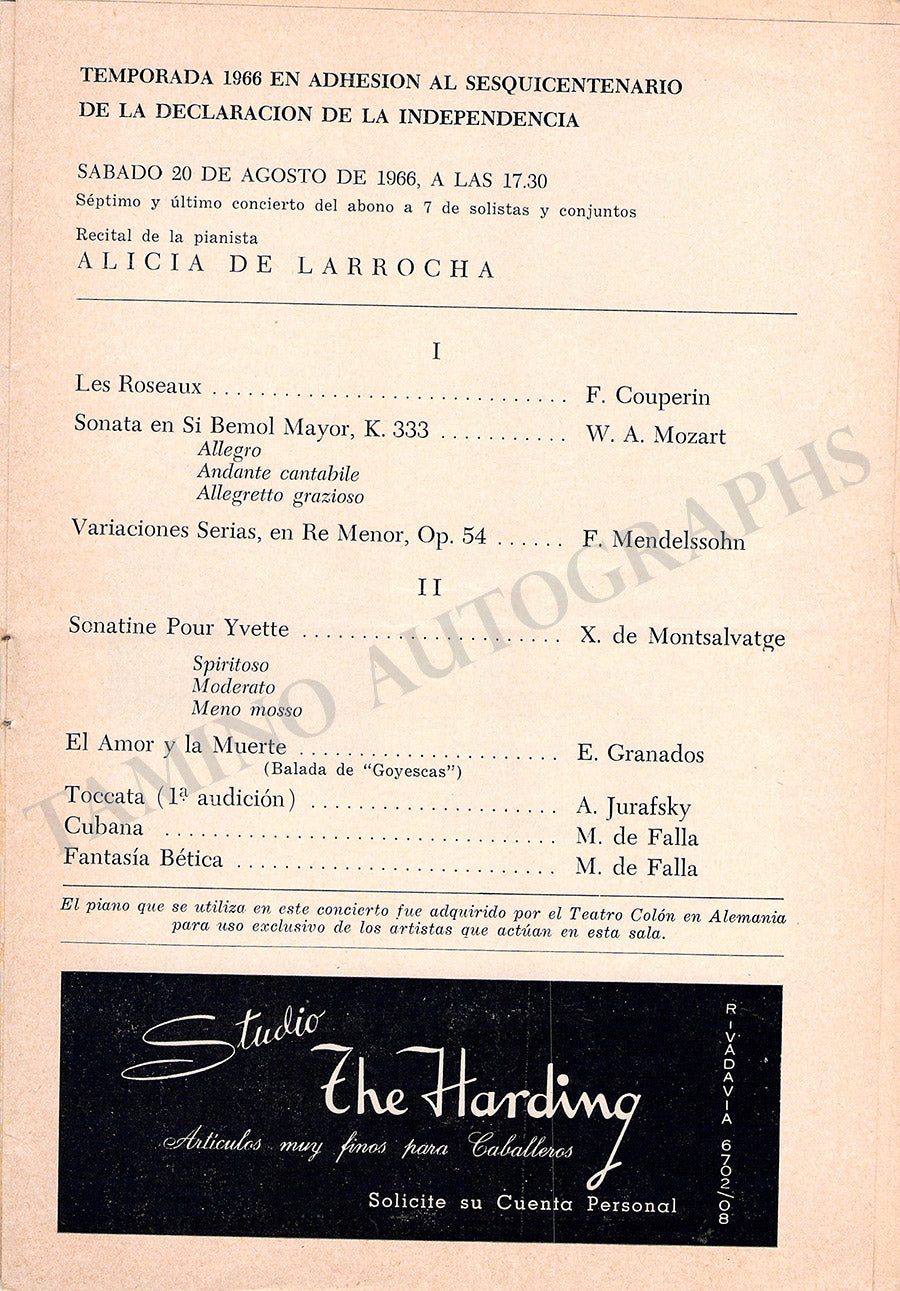 TEMPORADA 1966 EN ADHESION AL SESQUICENTENARIO
DE LA DECLARACION DE LA INDEPENDENCIA
SABADO 20 DE AGOSTO DE 1966, A LAS 17.30
Séptimo y último concierto del abono a 7 de solistas y conjuntos
Recital de la pianista
ALICIA DE LARROCHA
I
Les Roseaux .............................. F. Couperin
Sonata en Si Bemol Mayor, K. 333 ........... W. A. Mozart
Allegro
Andante cantabile
Allegretto grazioso
Variaciones Serias, en Re Menor, Op. 54 ...... F. Mendelssohn
II
Sonatine Pour Yvette ...................... X. de Montsalvatge
Spiritoso
Moderato
Meno mosso
El Amor y la Muerte ...................... E. Granados
(Balada de “Goyescas”)
Toccata (1ª audición) ..................... A. Jurafsky
Cubana ................................. M. de Falla
Fantasía Bética ........................... M. de Falla
El piano que se utiliza en este concierto fue adquirido por el Teatro Colón en Alemania
para uso exclusivo de los artistas que actúan en esta sala.
Studio
The Harding
Artículos muy finos para Caballeros
Solicite su Cuenta Personal
RIVADAVIA 6702/08
TAMINO AUTOGRAPHS